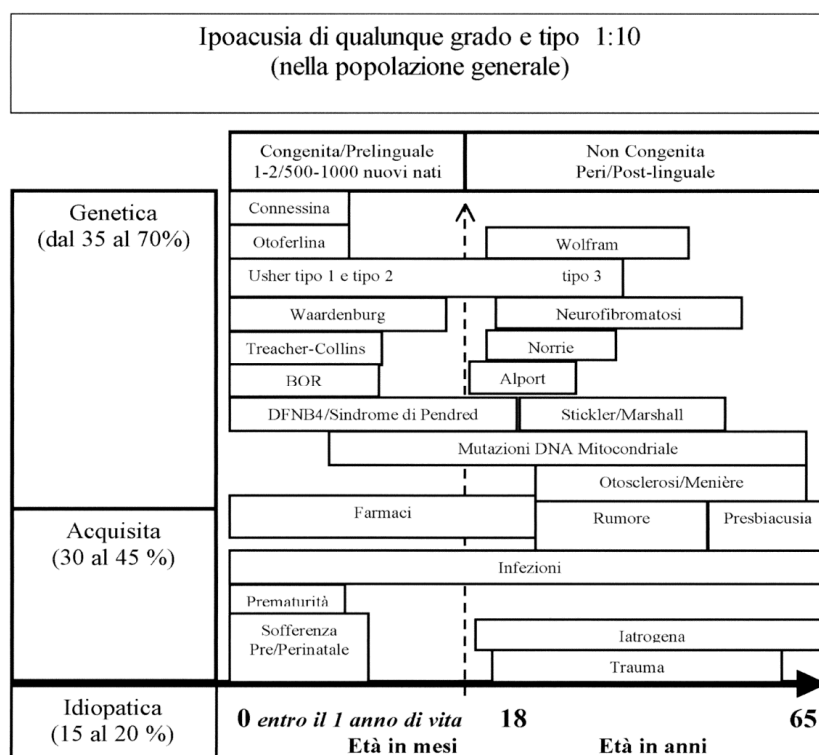 Ipoacusia di qualunque grado e tipo 1:10
(nella popolazione generale)
Congenita/Prelinguale
1-2/500-1000 nuovi nati
Non Congenita
Peri/Post-linguale
Genetica
(dal 35 al 70%)
Connessina
Otoferlina
Wolfram
Usher tipo 1 e tipo 2
tipo 3
Waardenburg
Neurofibromatosi
Treacher-Collins
Norrie
BOR
Alport
DFNB4/Sindrome di Pendred
Stickler/Marshall
Mutazioni DNA Mitocondriale
Otosclerosi/Menière
Acquisita
(30 al 45 %)
Farmaci
Rumore
Presbiacusia
Infezioni
Prematurità
Sofferenza
Pre/Perinatale
Iatrogena
Trauma
Idiopatica
(15 al 20 %)
0 entro il 1 anno di vita 18 65
Età in mesi Età in anni